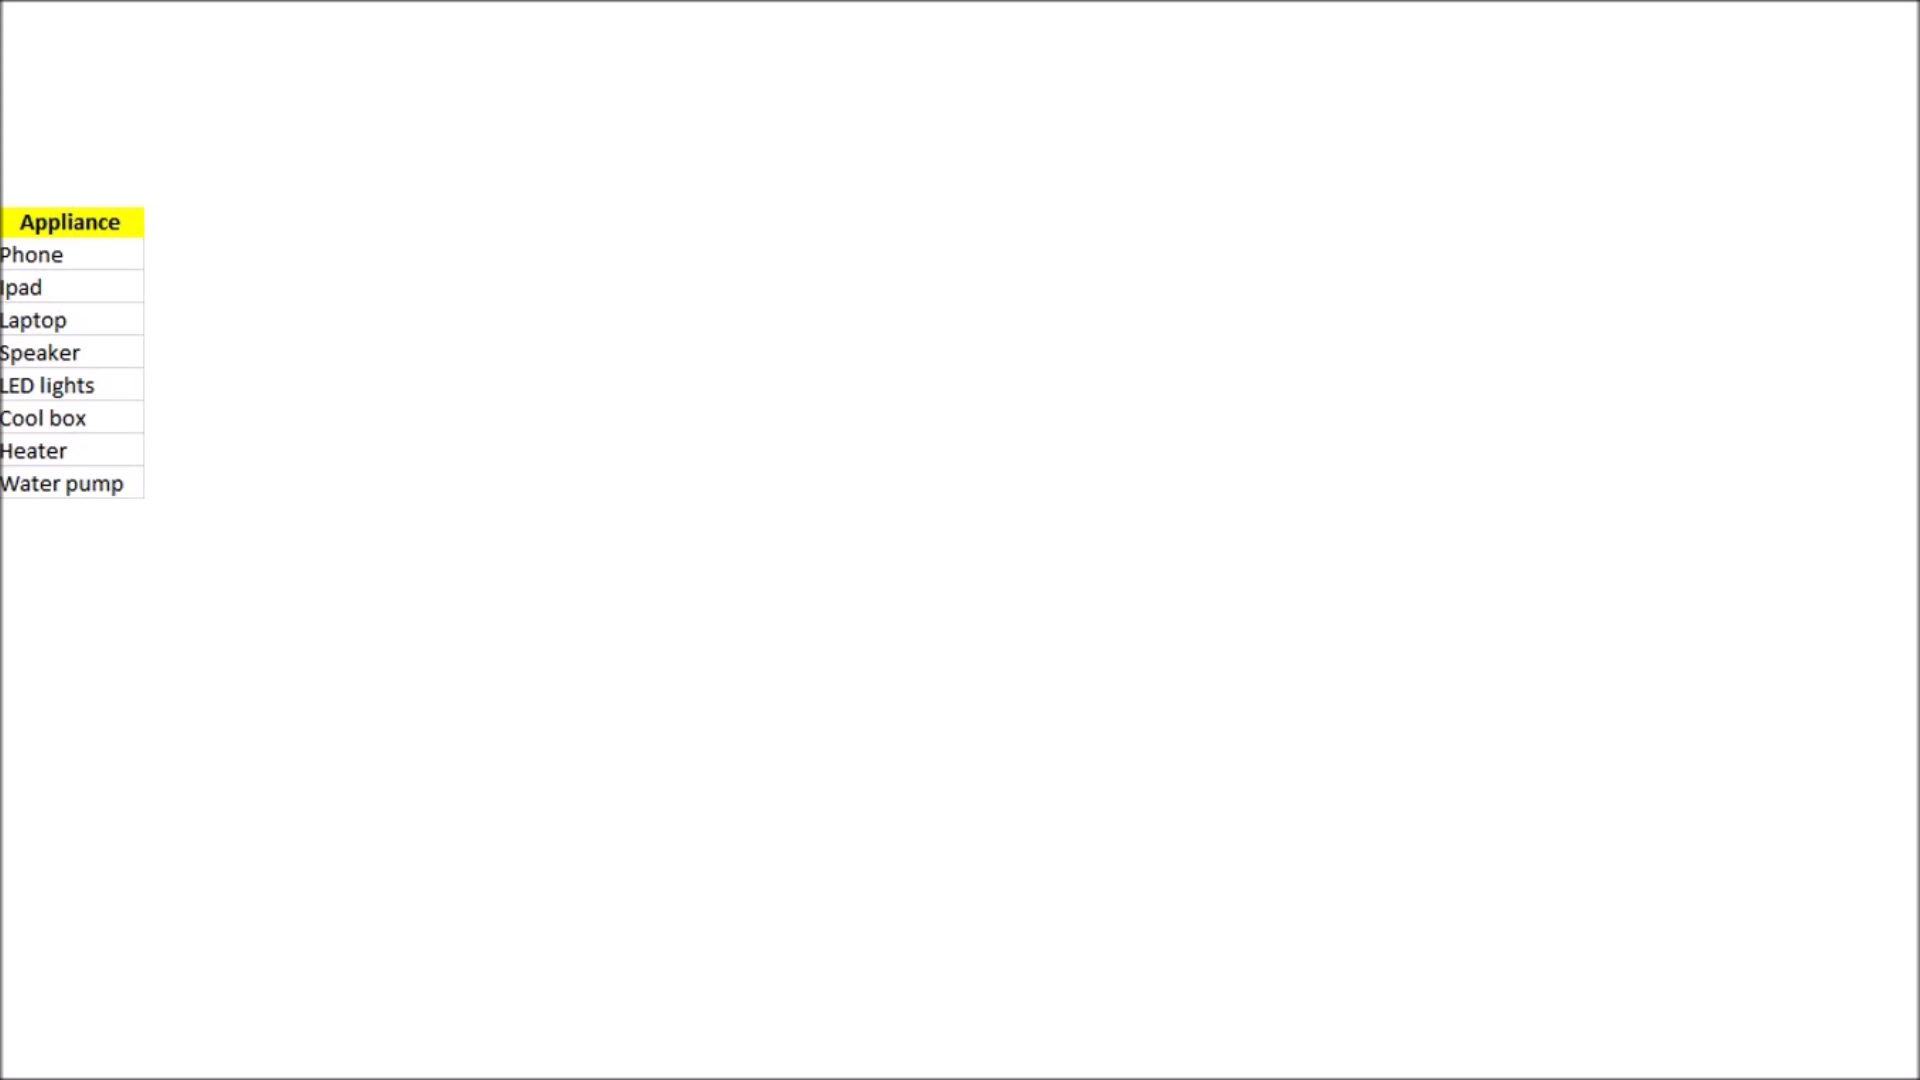 Appliance
Phone
Ipad
Laptop
Speaker
LED lights
Cool box
Heater
Water pump